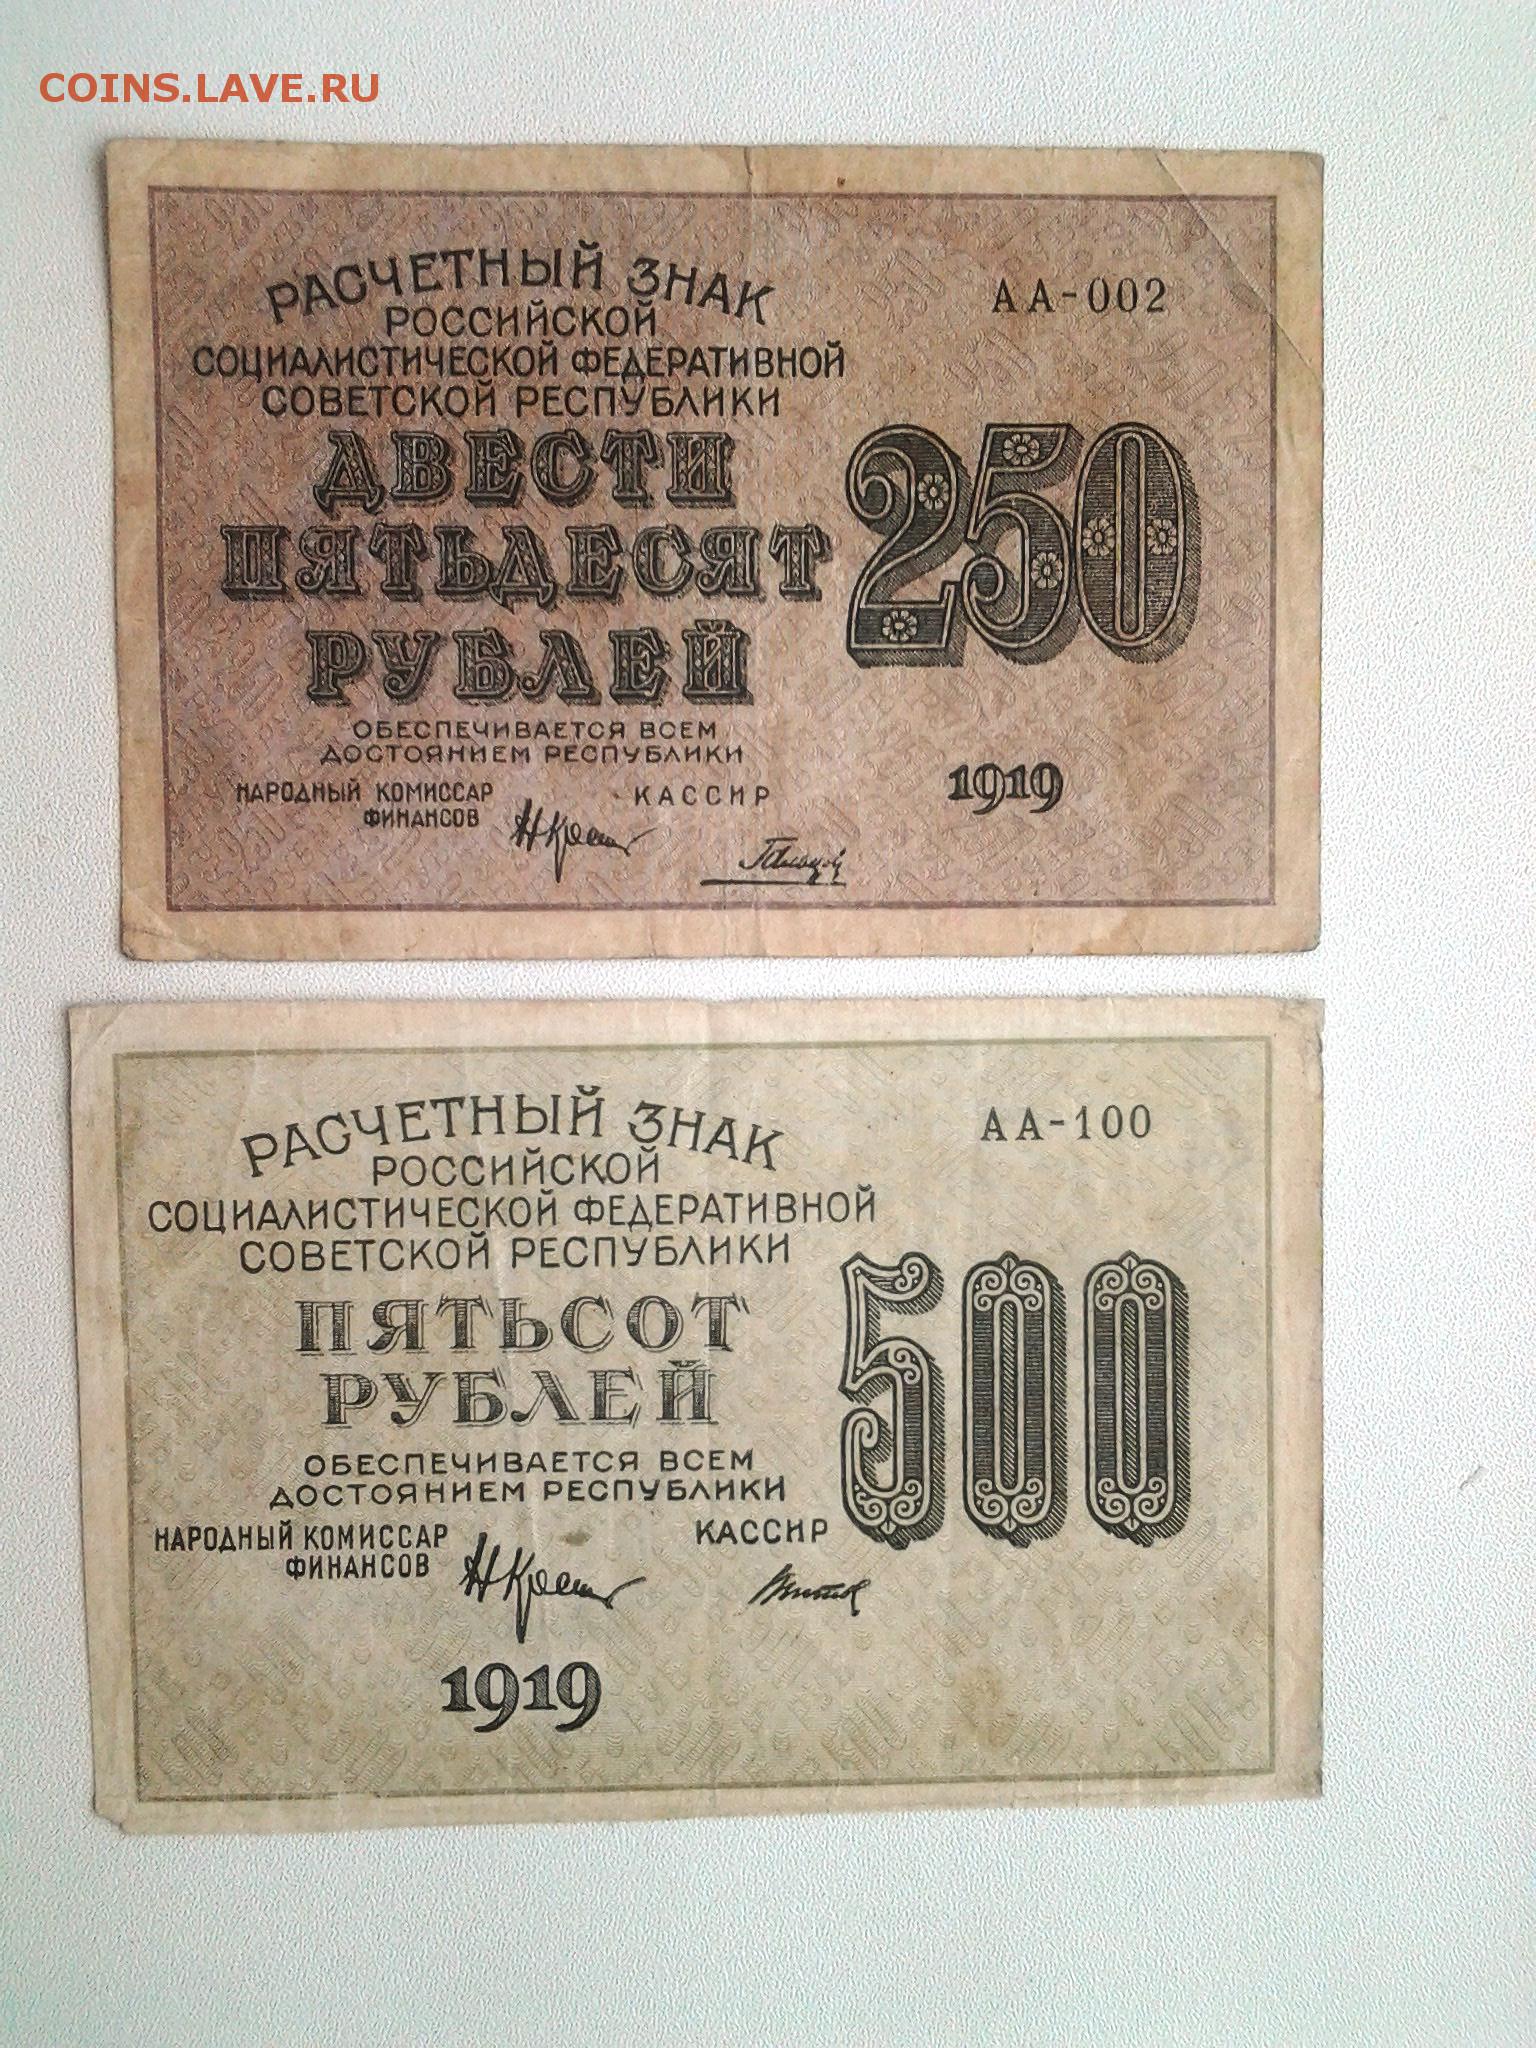 COINS.LAVE.RU
РАСЧЕТНЫЙ ЗНАК
РОССИЙСКОЙ
СОЦИАЛИСТИЧЕСКОЙ ФЕДЕРАТИВНОЙ
СОВЕТСКОЙ РЕСПУБЛИКИ
АА-002
ДВЕСТИ
ПЯТЬДЕСЯТ
РУБЛЕЙ
250
ОБЕСПЕЧИВАЕТСЯ ВСЕМ
ДОСТОЯНИЕМ РЕСПУБЛИКИ
НАРОДНЫЙ КОМИССАР
ФИНАНСОВ
КАССИР
1919
РАСЧЕТНЫЙ ЗНАК
РОССИЙСКОЙ
СОЦИАЛИСТИЧЕСКОЙ ФЕДЕРАТИВНОЙ
СОВЕТСКОЙ РЕСПУБЛИКИ
АА-100
ПЯТЬСОТ
РУБЛЕЙ
500
ОБЕСПЕЧИВАЕТСЯ ВСЕМ
ДОСТОЯНИЕМ РЕСПУБЛИКИ
НАРОДНЫЙ КОМИССАР
ФИНАНСОВ
КАССИР
1919